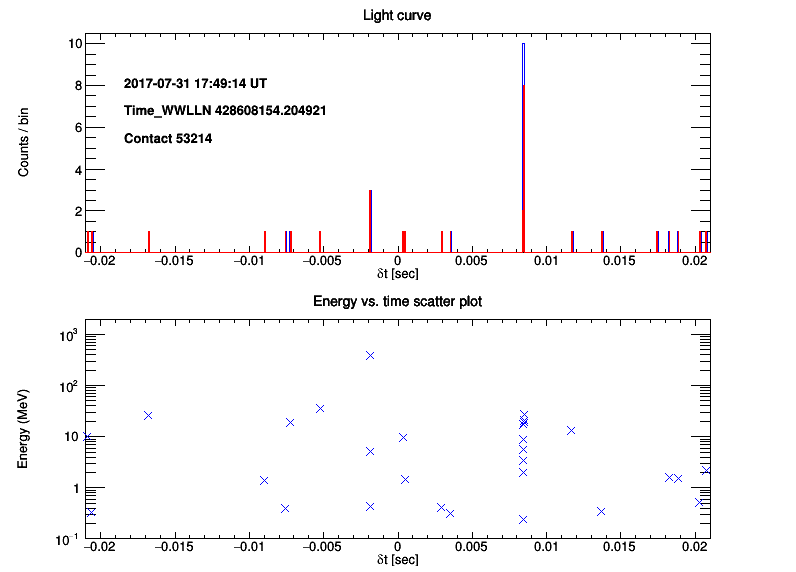 Light curve
Counts / bin
10
8
6
4
2
0
2017-07-31 17:49:14 UT
Time_WWLLN 428608154.204921
Contact 53214
−0.02 −0.015 −0.01 −0.005 0 0.005 0.01 0.015 0.02
δt [sec]
Energy vs. time scatter plot
Energy (MeV)
10³
10²
10
1
10⁻¹
−0.02 −0.015 −0.01 −0.005 0 0.005 0.01 0.015 0.02
δt [sec]